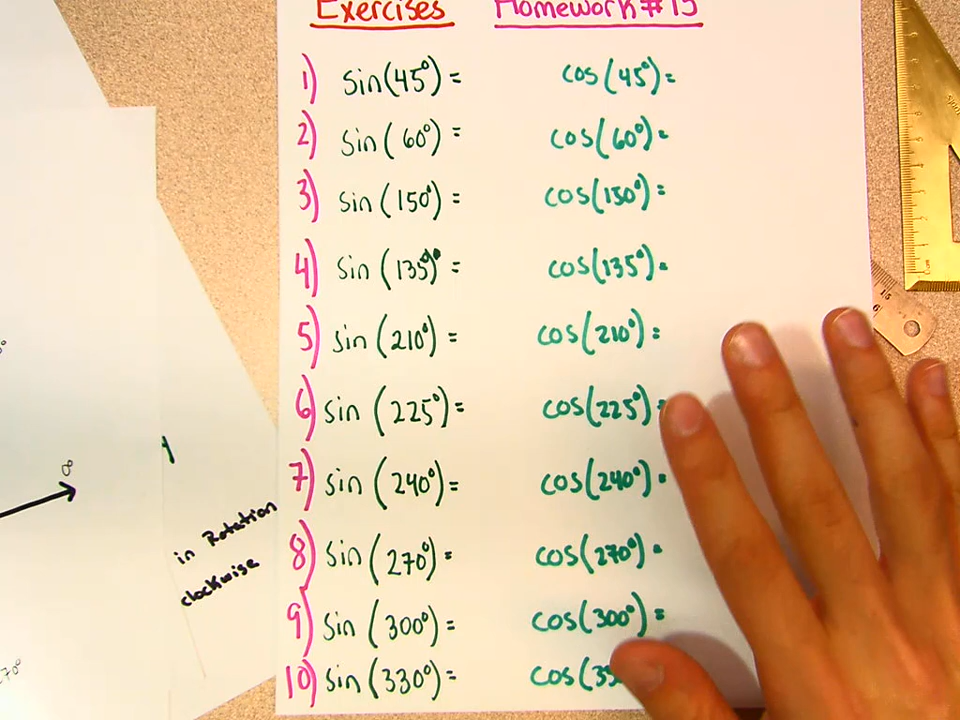 Exercises Homework #15
1) sin(45°)= cos(45°)=
2) sin(60°)= cos(60°)=
3) sin(150°)= cos(150°)=
4) sin(135°)= cos(135°)=
5) sin(210°)= cos(210°)=
6) sin(225°)= cos(225°)=
7) sin(240°)= cos(240°)=
8) sin(270°)= cos(270°)=
9) sin(300°)= cos(300°)=
10) sin(330°)= cos(
0°
in Rotation
clockwise